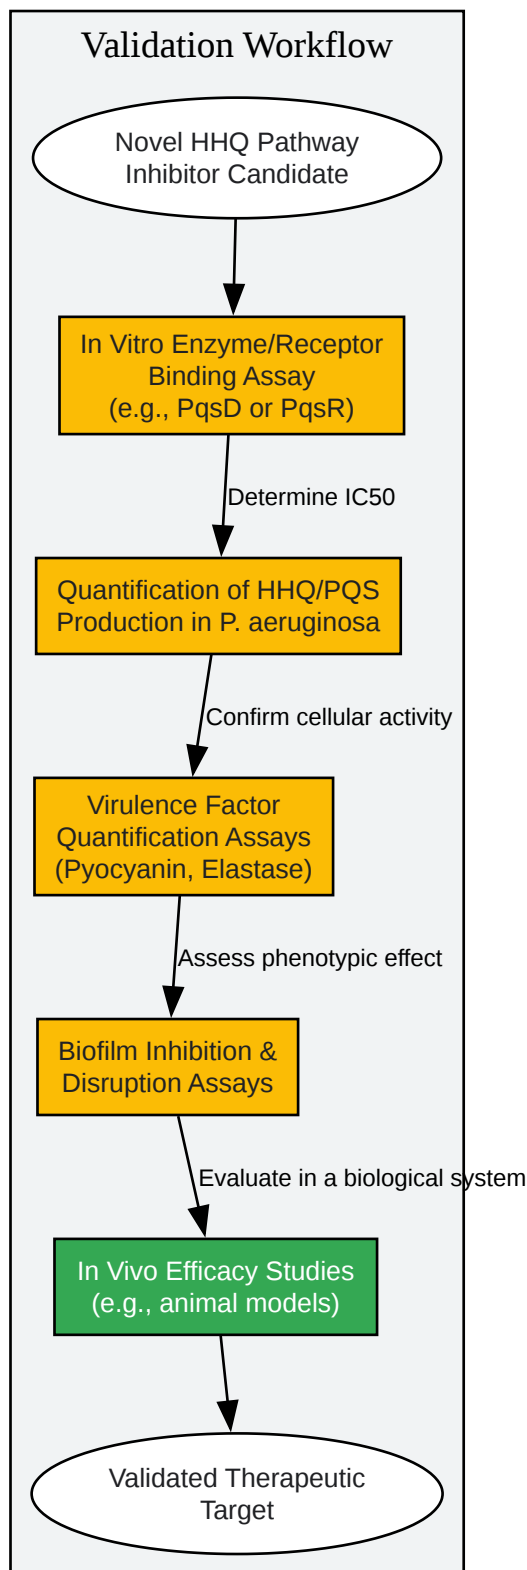 Validation Workflow
Novel HHQ Pathway
Inhibitor Candidate
In Vitro Enzyme/Receptor
Binding Assay
(e.g., PqsD or PqsR)
Determine IC50
Quantification of HHQ/PQS
Production in P. aeruginosa
Confirm cellular activity
Virulence Factor
Quantification Assays
(Pyocyanin, Elastase)
Assess phenotypic effect
Biofilm Inhibition &
Disruption Assays
Evaluate in a biological system
In Vivo Efficacy Studies
(e.g., animal models)
Validated Therapeutic
Target